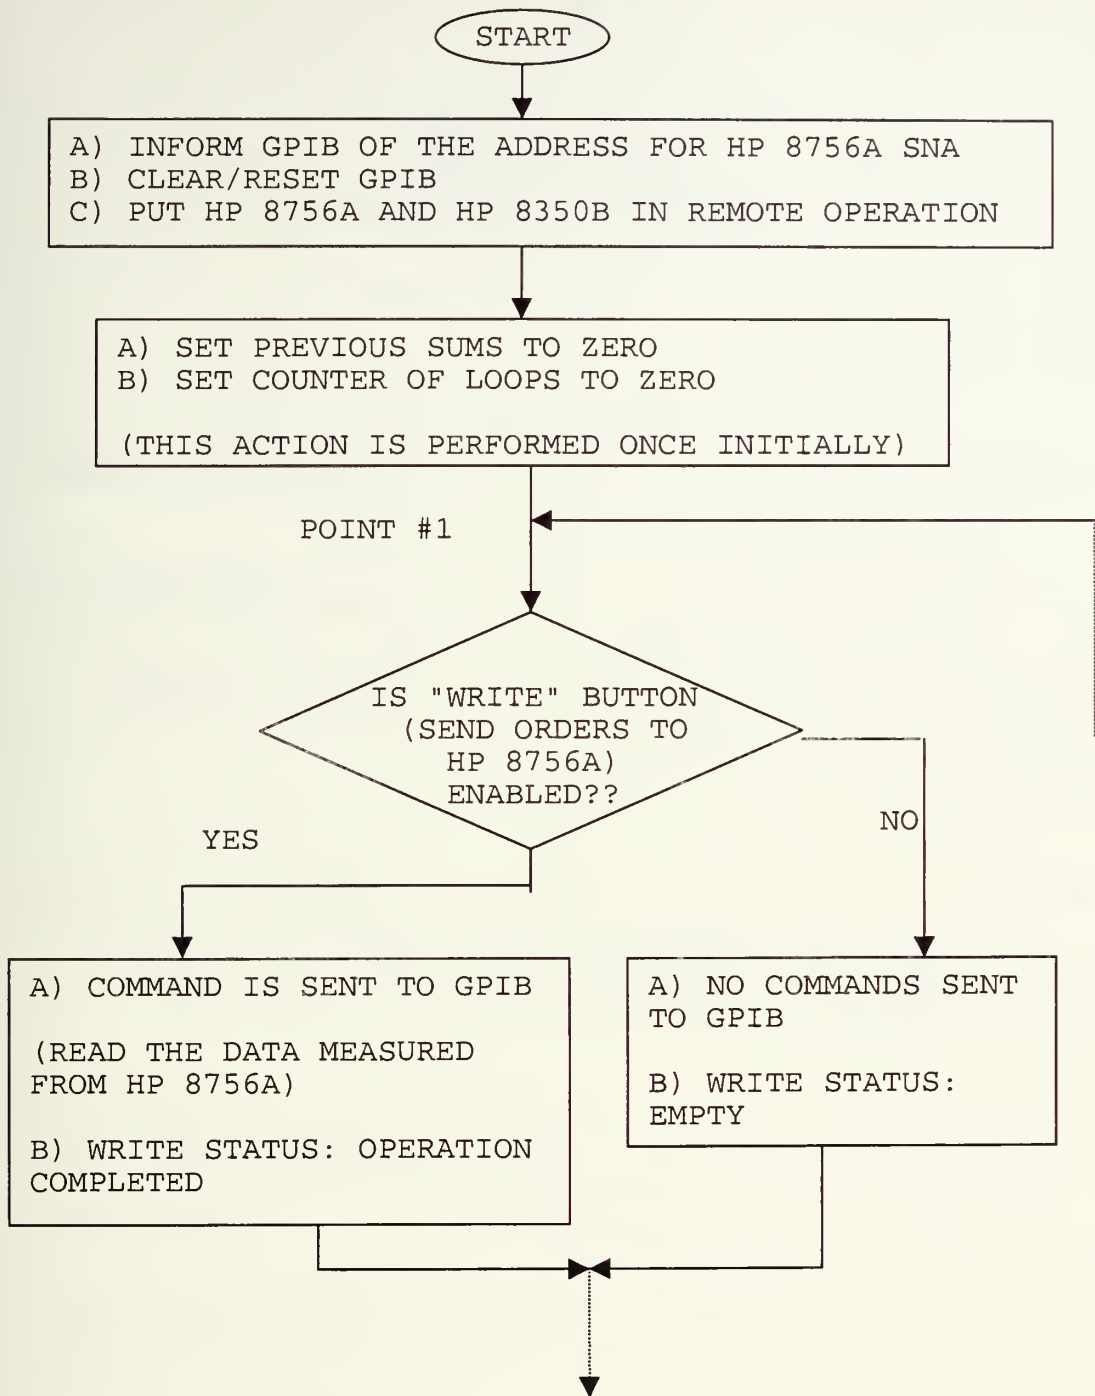 START
A) INFORM GPIB OF THE ADDRESS FOR HP 8756A SNA
B) CLEAR/RESET GPIB
C) PUT HP 8756A AND HP 8350B IN REMOTE OPERATION
A) SET PREVIOUS SUMS TO ZERO
B) SET COUNTER OF LOOPS TO ZERO
(THIS ACTION IS PERFORMED ONCE INITIALLY)
POINT #1
IS "WRITE" BUTTON
(SEND ORDERS TO
HP 8756A)
ENABLED??
YES
NO
A) COMMAND IS SENT TO GPIB
(READ THE DATA MEASURED
FROM HP 8756A)
B) WRITE STATUS: OPERATION
COMPLETED
A) NO COMMANDS SENT
TO GPIB
B) WRITE STATUS:
EMPTY